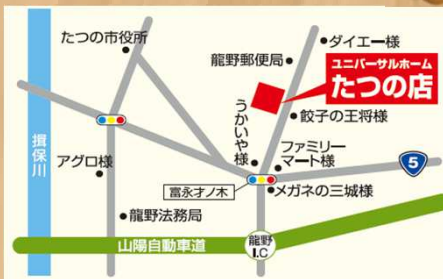 たつの市役所
ダイエー様
龍野郵便局
ユニバーサルホーム
たつの店
餃子の王将様
うかいや様
ファミリー
マート様
5
揖保川
アグロ様
富永才ノ木
メガネの三城様
龍野法務局
山陽自動車道
龍野
I.C